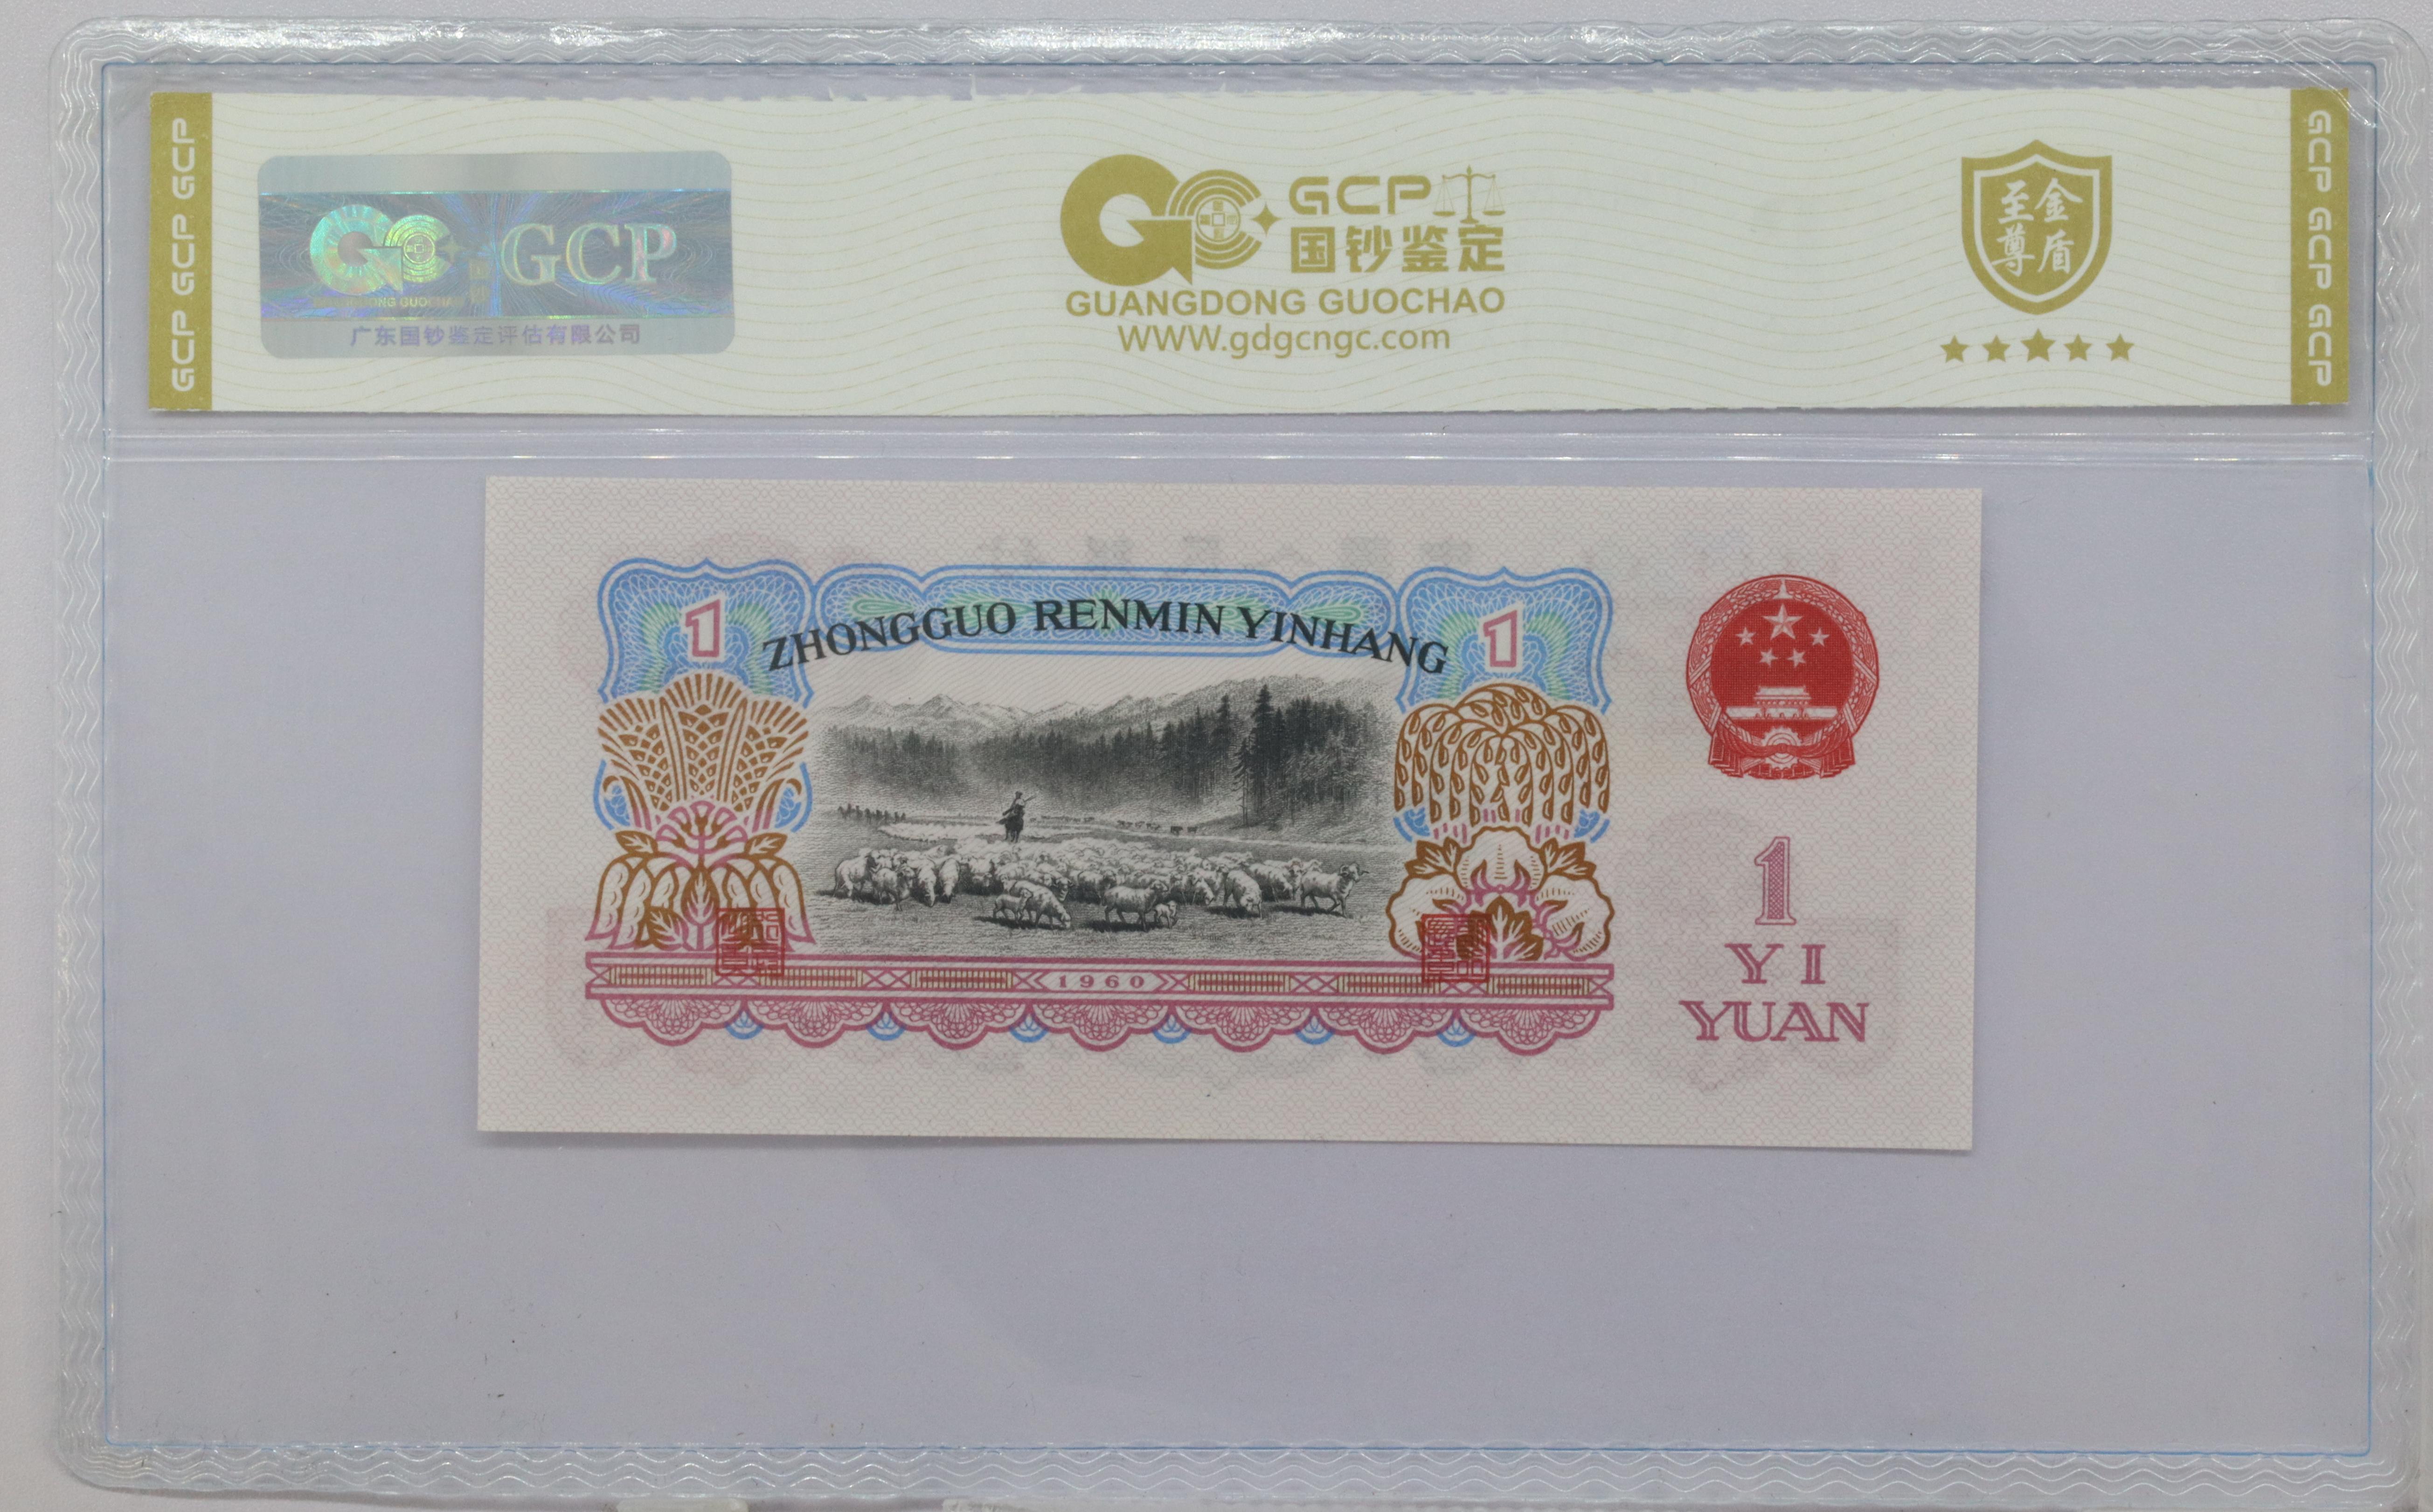 GCP GCP GCP
GCP
GUANGDONG GUOCHAO
广东国钞鉴定评估有限公司
GCP
国钞鉴定
GUANGDONG GUOCHAO
WWW.gdgcngc.com
至尊金盾
GCP GCP GCP
ZHONGGUO RENMIN YINHANG
1
1
1960
1
YI
YUAN